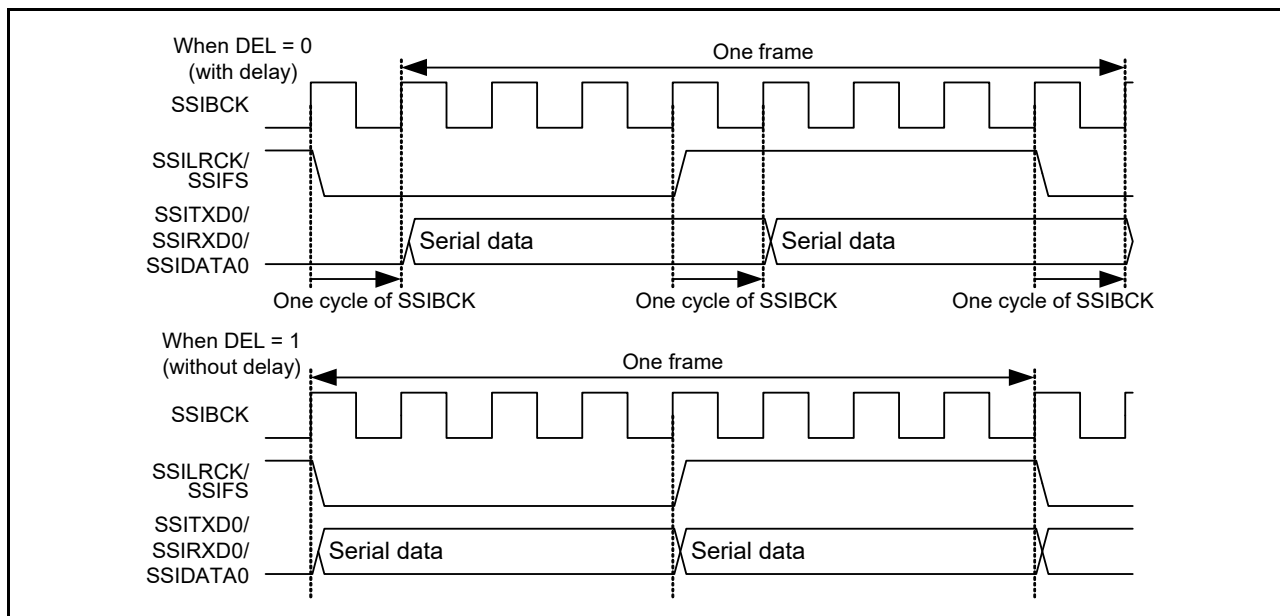 When DEL = 0
(with delay)
One frame
SSIBCK
SSILRCK/
SSIFS
SSITXD0/
SSIRXD0/
SSIDATA0
Serial data
Serial data
One cycle of SSIBCK
One cycle of SSIBCK
One cycle of SSIBCK
When DEL = 1
(without delay)
One frame
SSIBCK
SSILRCK/
SSIFS
SSITXD0/
SSIRXD0/
SSIDATA0
Serial data
Serial data